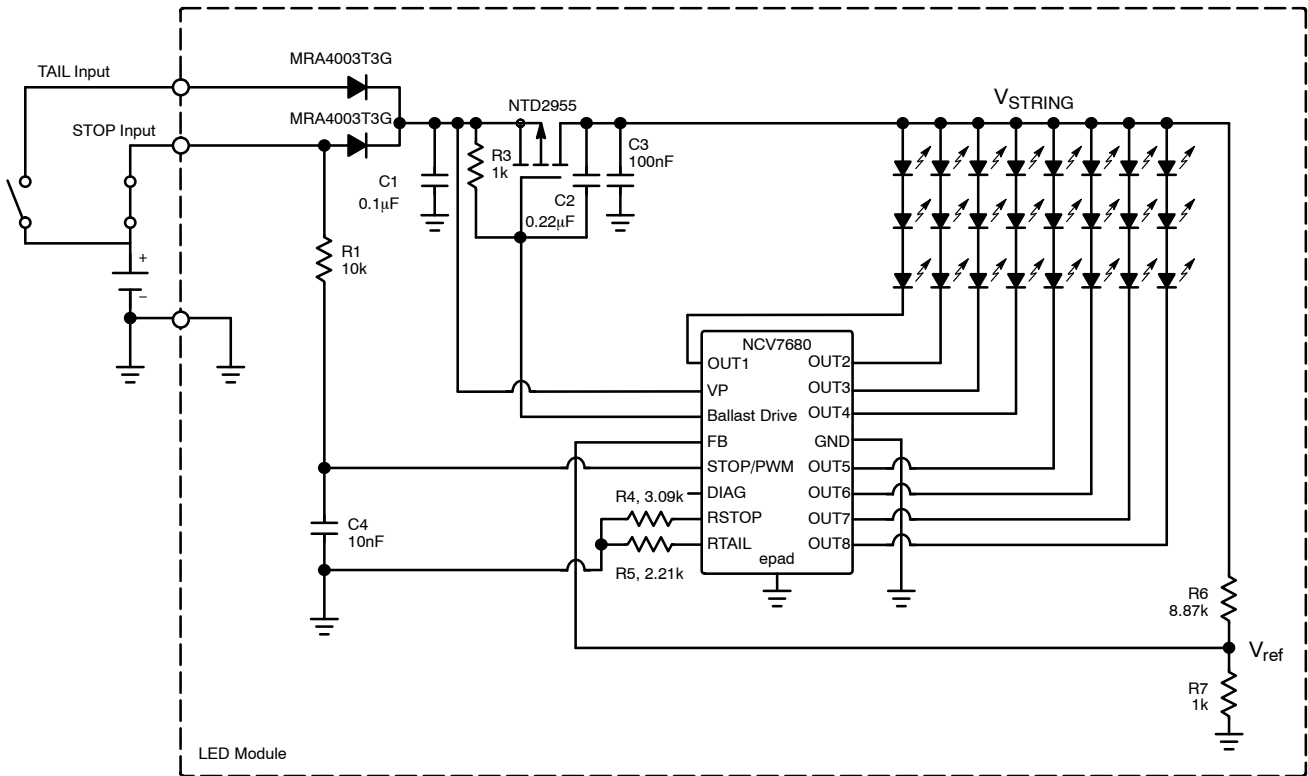 MRA4003T3G
TAIL Input
NTD2955
VSTRING
MRA4003T3G
STOP Input
R3
1k
C3
100nF
C1
0.1μF
C2
0.22μF
R1
10k
+
−
NCV7680
OUT1
OUT2
VP
OUT3
Ballast Drive
OUT4
FB
GND
STOP/PWM
OUT5
DIAG
OUT6
R4, 3.09k
RSTOP
OUT7
RTAIL
OUT8
epad
R5, 2.21k
C4
10nF
R6
8.87k
Vref
R7
1k
LED Module